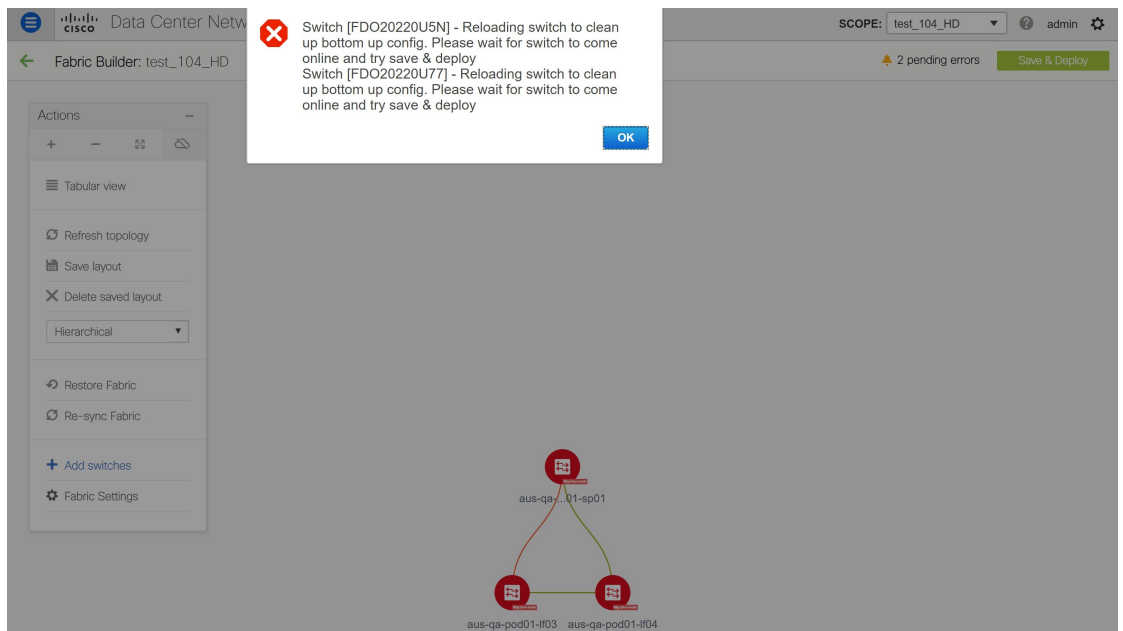 cisco
Data Center Netw
SCOPE: test_104_HD
admin
Fabric Builder: test_104_HD
2 pending errors
Save & Deploy
Switch [FDO20220U5N] - Reloading switch to clean
up bottom up config. Please wait for switch to come
online and try save & deploy
Switch [FDO20220U77] - Reloading switch to clean
up bottom up config. Please wait for switch to come
online and try save & deploy
OK
Actions
Tabular view
Refresh topology
Save layout
Delete saved layout
Hierarchical
Restore Fabric
Re-sync Fabric
Add switches
Fabric Settings
aus-qa-...01-sp01
aus-qa-pod01-lf03
aus-qa-pod01-lf04